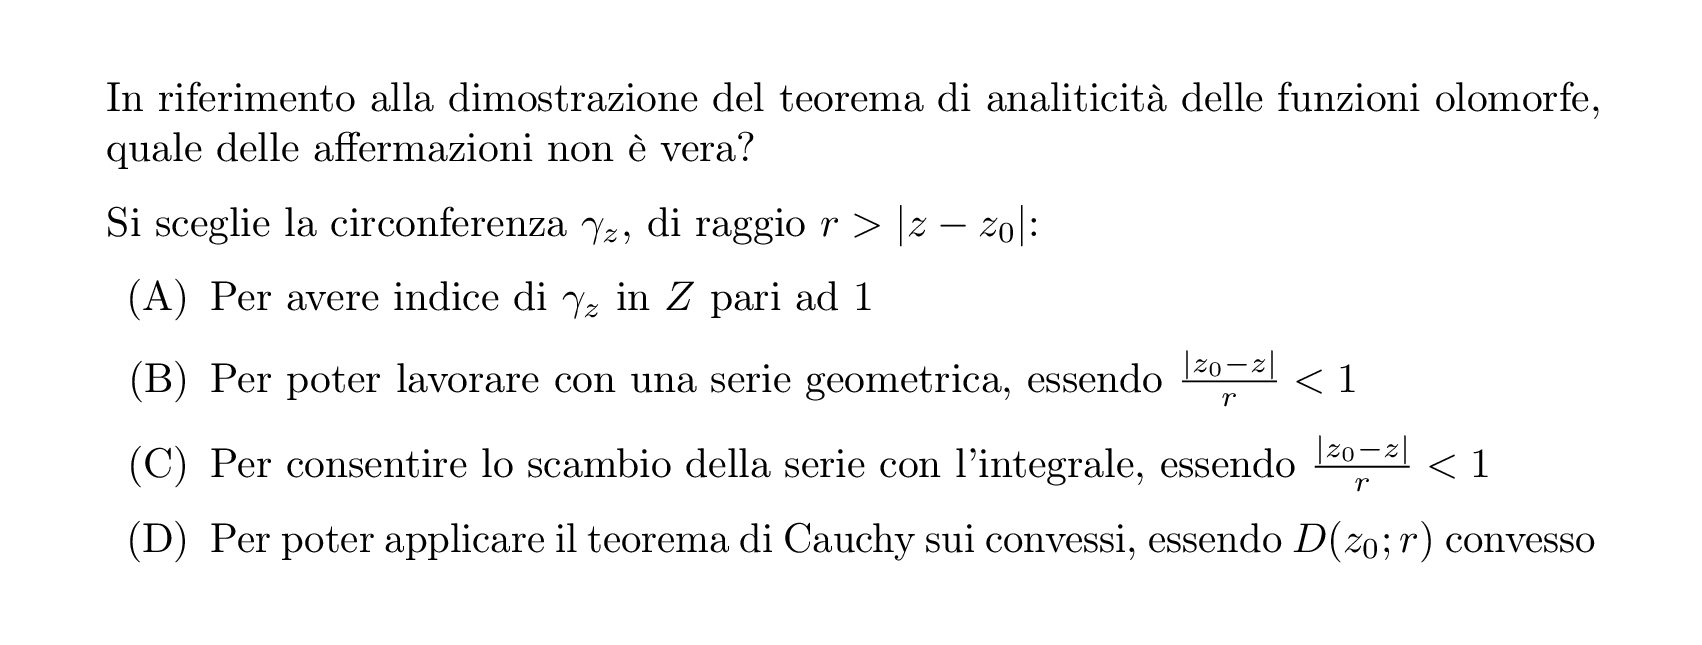 In riferimento alla dimostrazione del teorema di analiticità delle funzioni olomorfe,
quale delle affermazioni non è vera?
Si sceglie la circonferenza $\gamma_z$, di raggio $r > |z - z_0|$:
(A) Per avere indice di $\gamma_z$ in $Z$ pari ad 1
(B) Per poter lavorare con una serie geometrica, essendo $\frac{|z_0-z|}{r} < 1$
(C) Per consentire lo scambio della serie con l'integrale, essendo $\frac{|z_0-z|}{r} < 1$
(D) Per poter applicare il teorema di Cauchy sui convessi, essendo $D(z_0; r)$ convesso